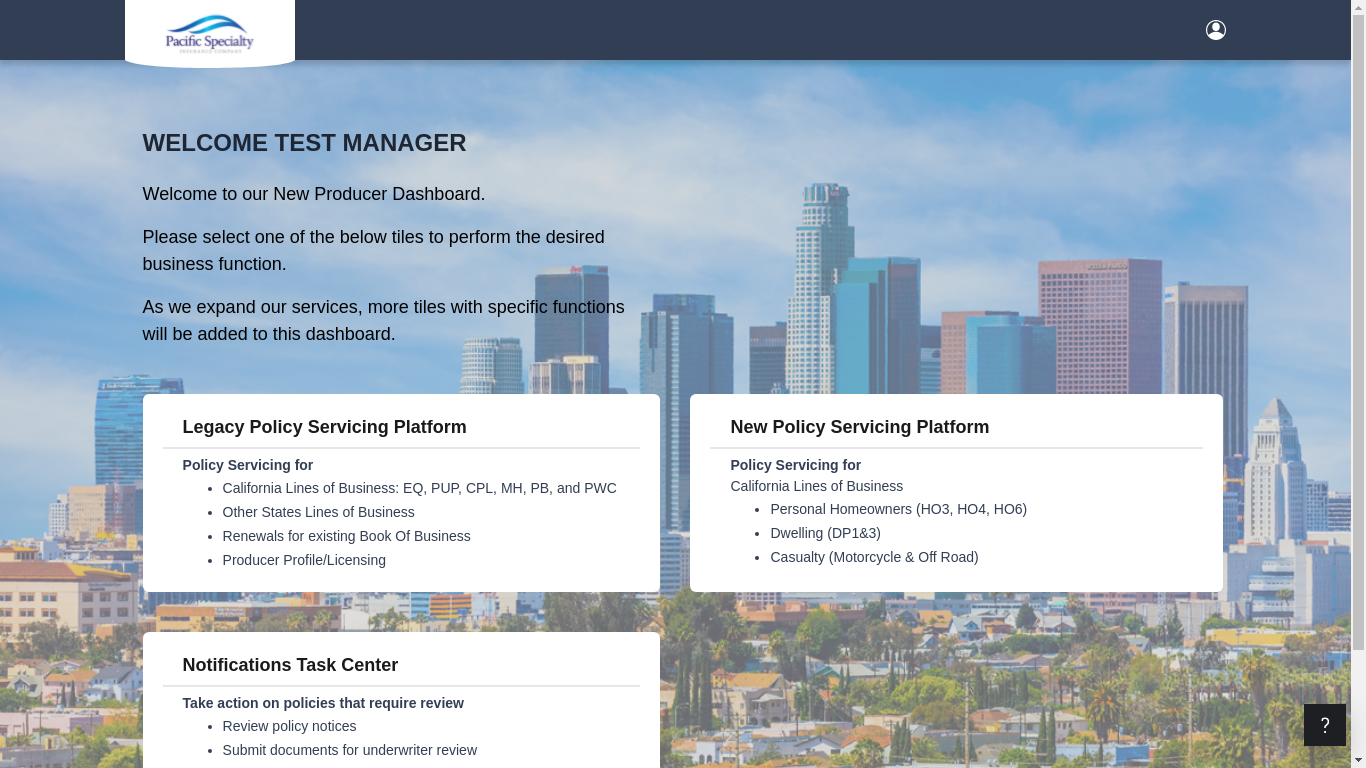 Pacific Specialty
INSURANCE COMPANY
WELCOME TEST MANAGER
Welcome to our New Producer Dashboard.
Please select one of the below tiles to perform the desired
business function.
As we expand our services, more tiles with specific functions
will be added to this dashboard.
Legacy Policy Servicing Platform
Policy Servicing for
• California Lines of Business: EQ, PUP, CPL, MH, PB, and PWC
• Other States Lines of Business
• Renewals for existing Book Of Business
• Producer Profile/Licensing
New Policy Servicing Platform
Policy Servicing for
California Lines of Business
• Personal Homeowners (HO3, HO4, HO6)
• Dwelling (DP1&3)
• Casualty (Motorcycle & Off Road)
Notifications Task Center
Take action on policies that require review
• Review policy notices
• Submit documents for underwriter review
?